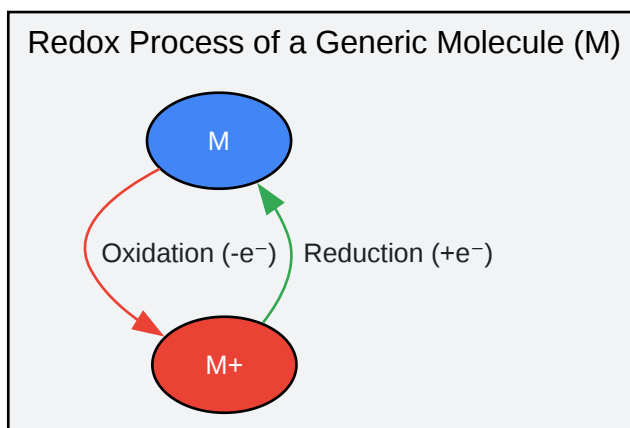 Redox Process of a Generic Molecule (M)
M
Oxidation (-e⁻)
Reduction (+e⁻)
M+